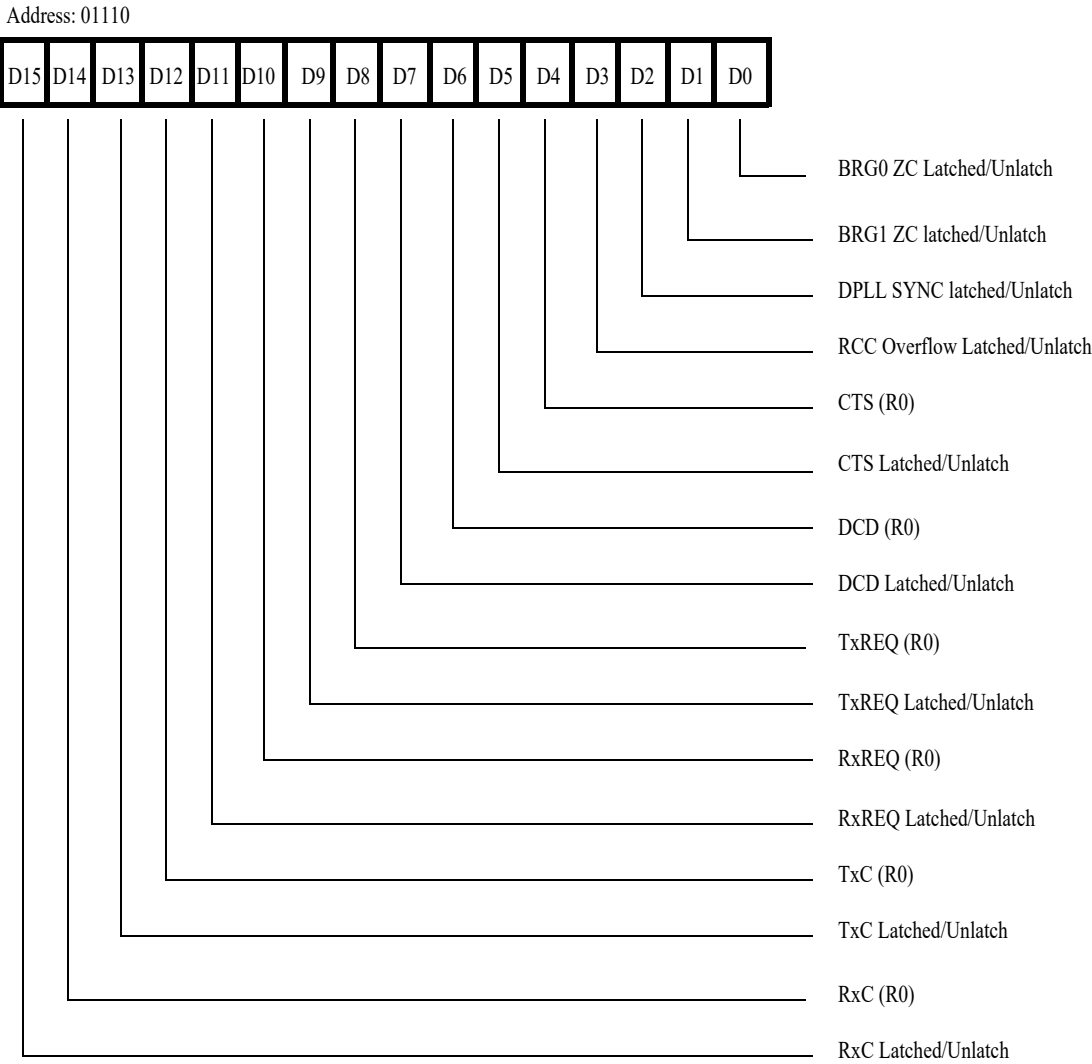 Address: 01110
D15 D14 D13 D12 D11 D10 D9 D8 D7 D6 D5 D4 D3 D2 D1 D0
BRG0 ZC Latched/Unlatch
BRG1 ZC latched/Unlatch
DPLL SYNC latched/Unlatch
RCC Overflow Latched/Unlatch
CTS (R0)
CTS Latched/Unlatch
DCD (R0)
DCD Latched/Unlatch
TxREQ (R0)
TxREQ Latched/Unlatch
RxREQ (R0)
RxREQ Latched/Unlatch
TxC (R0)
TxC Latched/Unlatch
RxC (R0)
RxC Latched/Unlatch